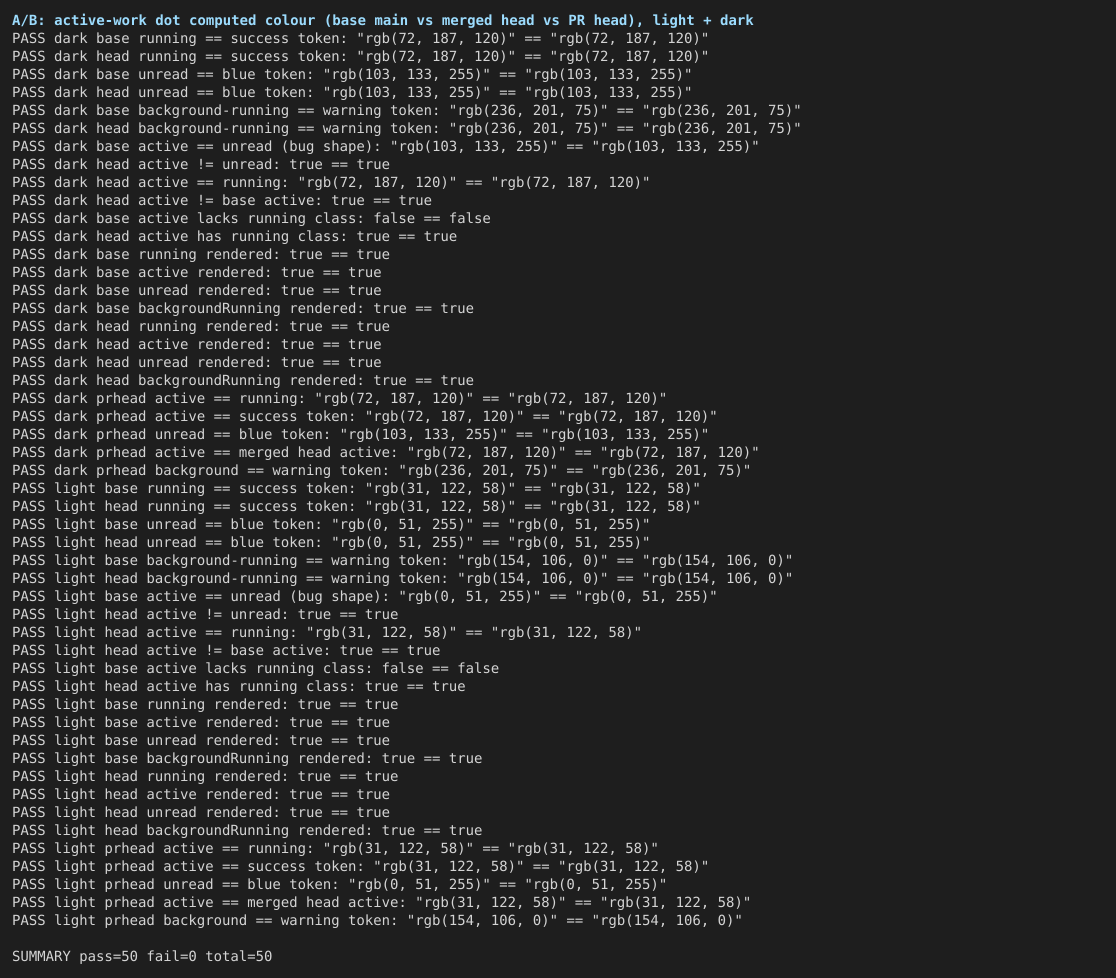 A/B: active-work dot computed colour (base main vs merged head vs PR head), light + dark
PASS dark base running == success token: "rgb(72, 187, 120)" == "rgb(72, 187, 120)"
PASS dark head running == success token: "rgb(72, 187, 120)" == "rgb(72, 187, 120)"
PASS dark base unread == blue token: "rgb(103, 133, 255)" == "rgb(103, 133, 255)"
PASS dark head unread == blue token: "rgb(103, 133, 255)" == "rgb(103, 133, 255)"
PASS dark base background-running == warning token: "rgb(236, 201, 75)" == "rgb(236, 201, 75)"
PASS dark head background-running == warning token: "rgb(236, 201, 75)" == "rgb(236, 201, 75)"
PASS dark base active == unread (bug shape): "rgb(103, 133, 255)" == "rgb(103, 133, 255)"
PASS dark head active != unread: true == true
PASS dark head active == running: "rgb(72, 187, 120)" == "rgb(72, 187, 120)"
PASS dark head active != base active: true == true
PASS dark base active lacks running class: false == false
PASS dark head active has running class: true == true
PASS dark base running rendered: true == true
PASS dark base active rendered: true == true
PASS dark base unread rendered: true == true
PASS dark base backgroundRunning rendered: true == true
PASS dark head running rendered: true == true
PASS dark head active rendered: true == true
PASS dark head unread rendered: true == true
PASS dark head backgroundRunning rendered: true == true
PASS dark prhead active == running: "rgb(72, 187, 120)" == "rgb(72, 187, 120)"
PASS dark prhead active == success token: "rgb(72, 187, 120)" == "rgb(72, 187, 120)"
PASS dark prhead unread == blue token: "rgb(103, 133, 255)" == "rgb(103, 133, 255)"
PASS dark prhead active == merged head active: "rgb(72, 187, 120)" == "rgb(72, 187, 120)"
PASS dark prhead background == warning token: "rgb(236, 201, 75)" == "rgb(236, 201, 75)"
PASS light base running == success token: "rgb(31, 122, 58)" == "rgb(31, 122, 58)"
PASS light head running == success token: "rgb(31, 122, 58)" == "rgb(31, 122, 58)"
PASS light base unread == blue token: "rgb(0, 51, 255)" == "rgb(0, 51, 255)"
PASS light head unread == blue token: "rgb(0, 51, 255)" == "rgb(0, 51, 255)"
PASS light base background-running == warning token: "rgb(154, 106, 0)" == "rgb(154, 106, 0)"
PASS light head background-running == warning token: "rgb(154, 106, 0)" == "rgb(154, 106, 0)"
PASS light base active == unread (bug shape): "rgb(0, 51, 255)" == "rgb(0, 51, 255)"
PASS light head active != unread: true == true
PASS light head active == running: "rgb(31, 122, 58)" == "rgb(31, 122, 58)"
PASS light head active != base active: true == true
PASS light base active lacks running class: false == false
PASS light head active has running class: true == true
PASS light base running rendered: true == true
PASS light base active rendered: true == true
PASS light base unread rendered: true == true
PASS light base backgroundRunning rendered: true == true
PASS light head running rendered: true == true
PASS light head active rendered: true == true
PASS light head unread rendered: true == true
PASS light head backgroundRunning rendered: true == true
PASS light prhead active == running: "rgb(31, 122, 58)" == "rgb(31, 122, 58)"
PASS light prhead active == success token: "rgb(31, 122, 58)" == "rgb(31, 122, 58)"
PASS light prhead unread == blue token: "rgb(0, 51, 255)" == "rgb(0, 51, 255)"
PASS light prhead active == merged head active: "rgb(31, 122, 58)" == "rgb(31, 122, 58)"
PASS light prhead background == warning token: "rgb(154, 106, 0)" == "rgb(154, 106, 0)"
SUMMARY pass=50 fail=0 total=50